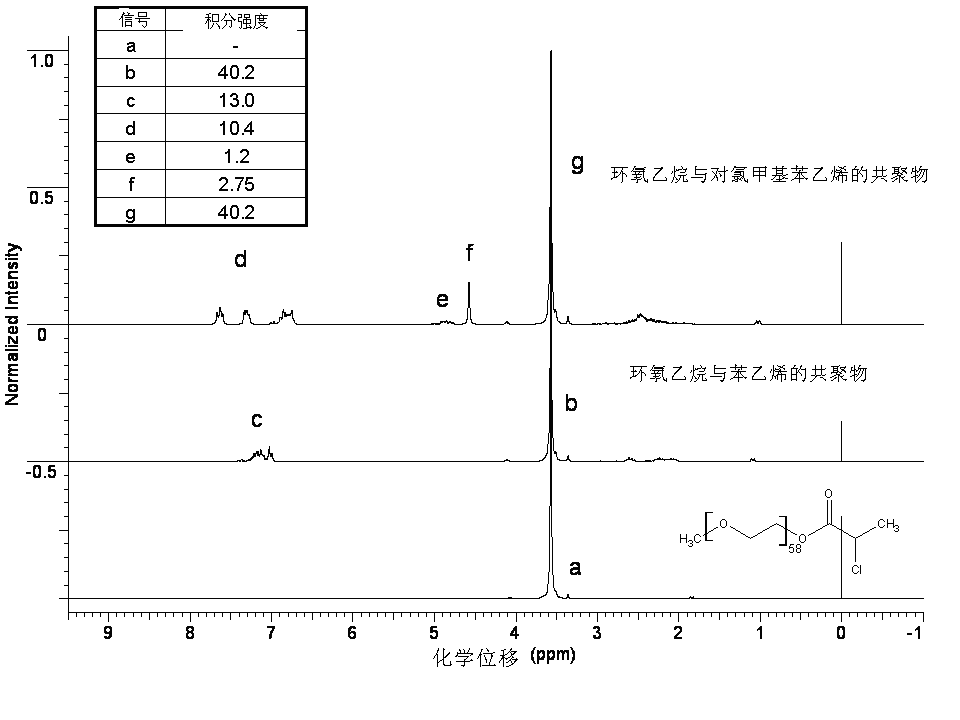 信号 积分强度
a -
b 40.2
c 13.0
d 10.4
e 1.2
f 2.75
g 40.2
1.0
0.5
0
-0.5
Normalized Intensity
g
环氧乙烷与对氯甲基苯乙烯的共聚物
d
f
e
环氧乙烷与苯乙烯的共聚物
b
c
O
H₃C
O
58
O
CH₃
Cl
a
9 8 7 6 5 4 3 2 1 0 -1
化学位移 (ppm)